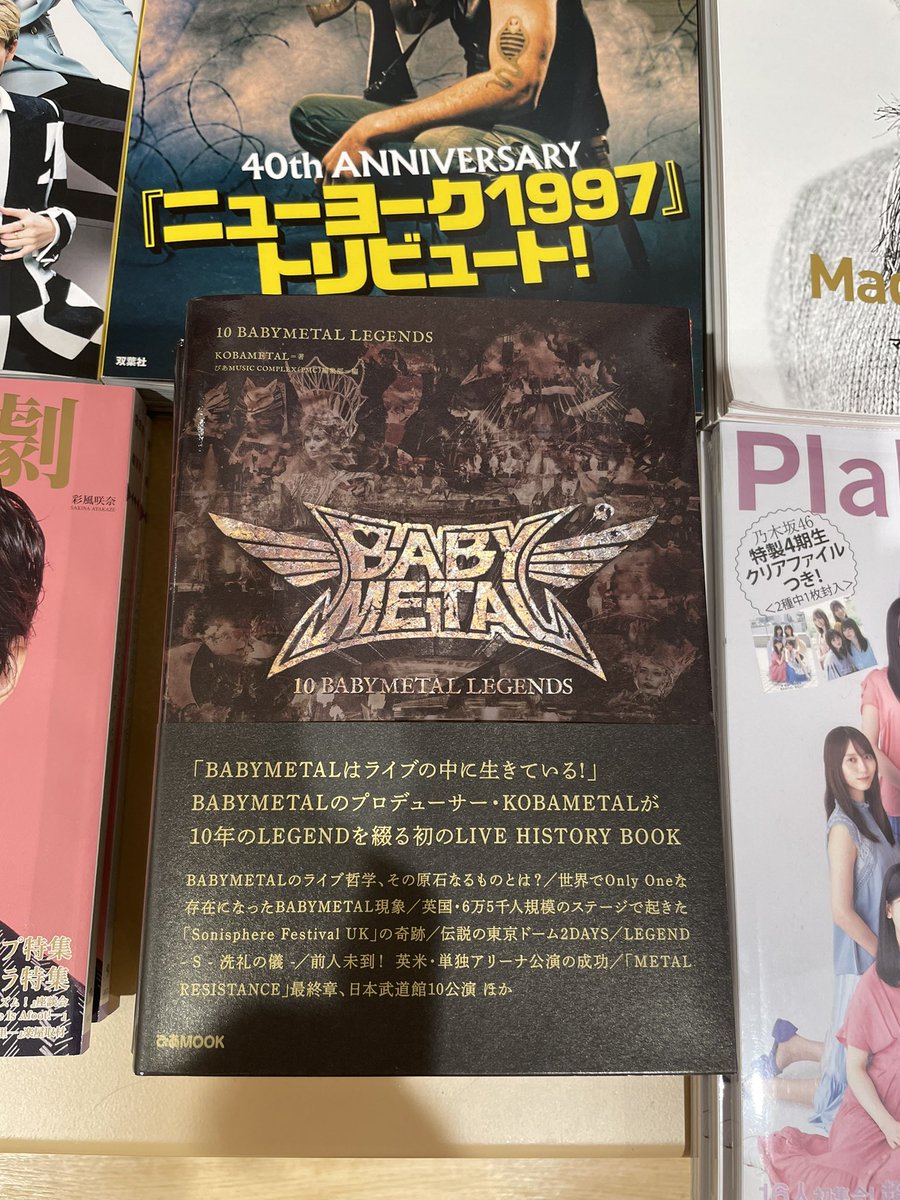 40th ANNIVERSARY
『ニューヨーク1997』
トリビュート!
双葉社
Mad
マ
劇
彩風咲奈
SAKINA AYAKAZE
プ特集
ラ特集
10 BABYMETAL LEGENDS
KOBAMETAL=著
ぴあMUSIC COMPLEX(PMC)編集部=編
BABY
METAL
10 BABYMETAL LEGENDS
「BABYMETALはライブの中に生きている!」
BABYMETALのプロデューサー・KOBAMETALが
10年のLEGENDを綴る初のLIVE HISTORY BOOK
BABYMETALのライブ哲学、その原石なるものとは?/世界でOnly Oneな
存在になったBABYMETAL現象/英国・6万5千人規模のステージで起きた
「Sonisphere Festival UK」の奇跡/伝説の東京ドーム2DAYS/LEGEND
- S - 洗礼の儀 -/前人未到! 英米・単独アリーナ公演の成功/「METAL
RESISTANCE」最終章、日本武道館10公演 ほか
ぴあMOOK
Pla
乃木坂46
特製4期生
クリアファイル
つき!
<2種中1枚封入>